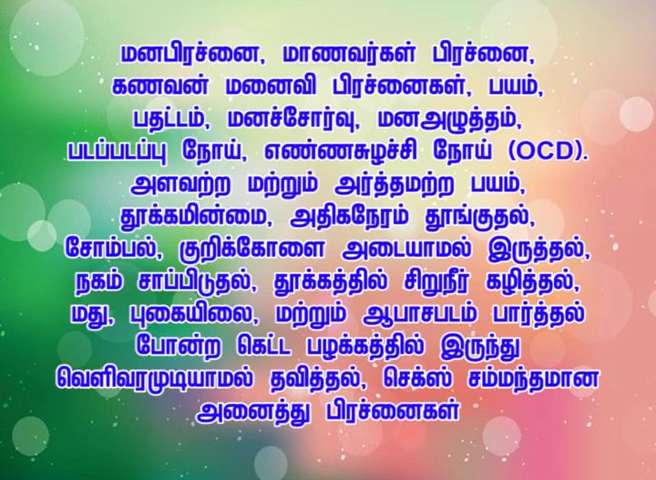 மனபிரச்னை, மாணவர்கள் பிரச்னை,
கணவன் மனைவி பிரச்னைகள், பயம்,
பதட்டம், மனச்சோர்வு, மனஅழுத்தம்,
படப்படப்பு நோய், எண்ணசுழச்சி நோய் (OCD).
அளவற்ற மற்றும் அர்த்தமற்ற பயம்,
தூக்கமின்மை, அதிகநேரம் தூங்குதல்,
சோம்பல், குறிக்கோளை அடையாமல் இருத்தல்,
நகம் சாப்பிடுதல், தூக்கத்தில் சிறுநீர் கழித்தல்,
மது, புகையிலை, மற்றும் ஆபாசபடம் பார்த்தல்
போன்ற கெட்ட பழக்கத்தில் இருந்து
வெளிவரமுடியாமல் தவித்தல், செக்ஸ் சம்மந்தமான
அனைத்து பிரச்னைகள்